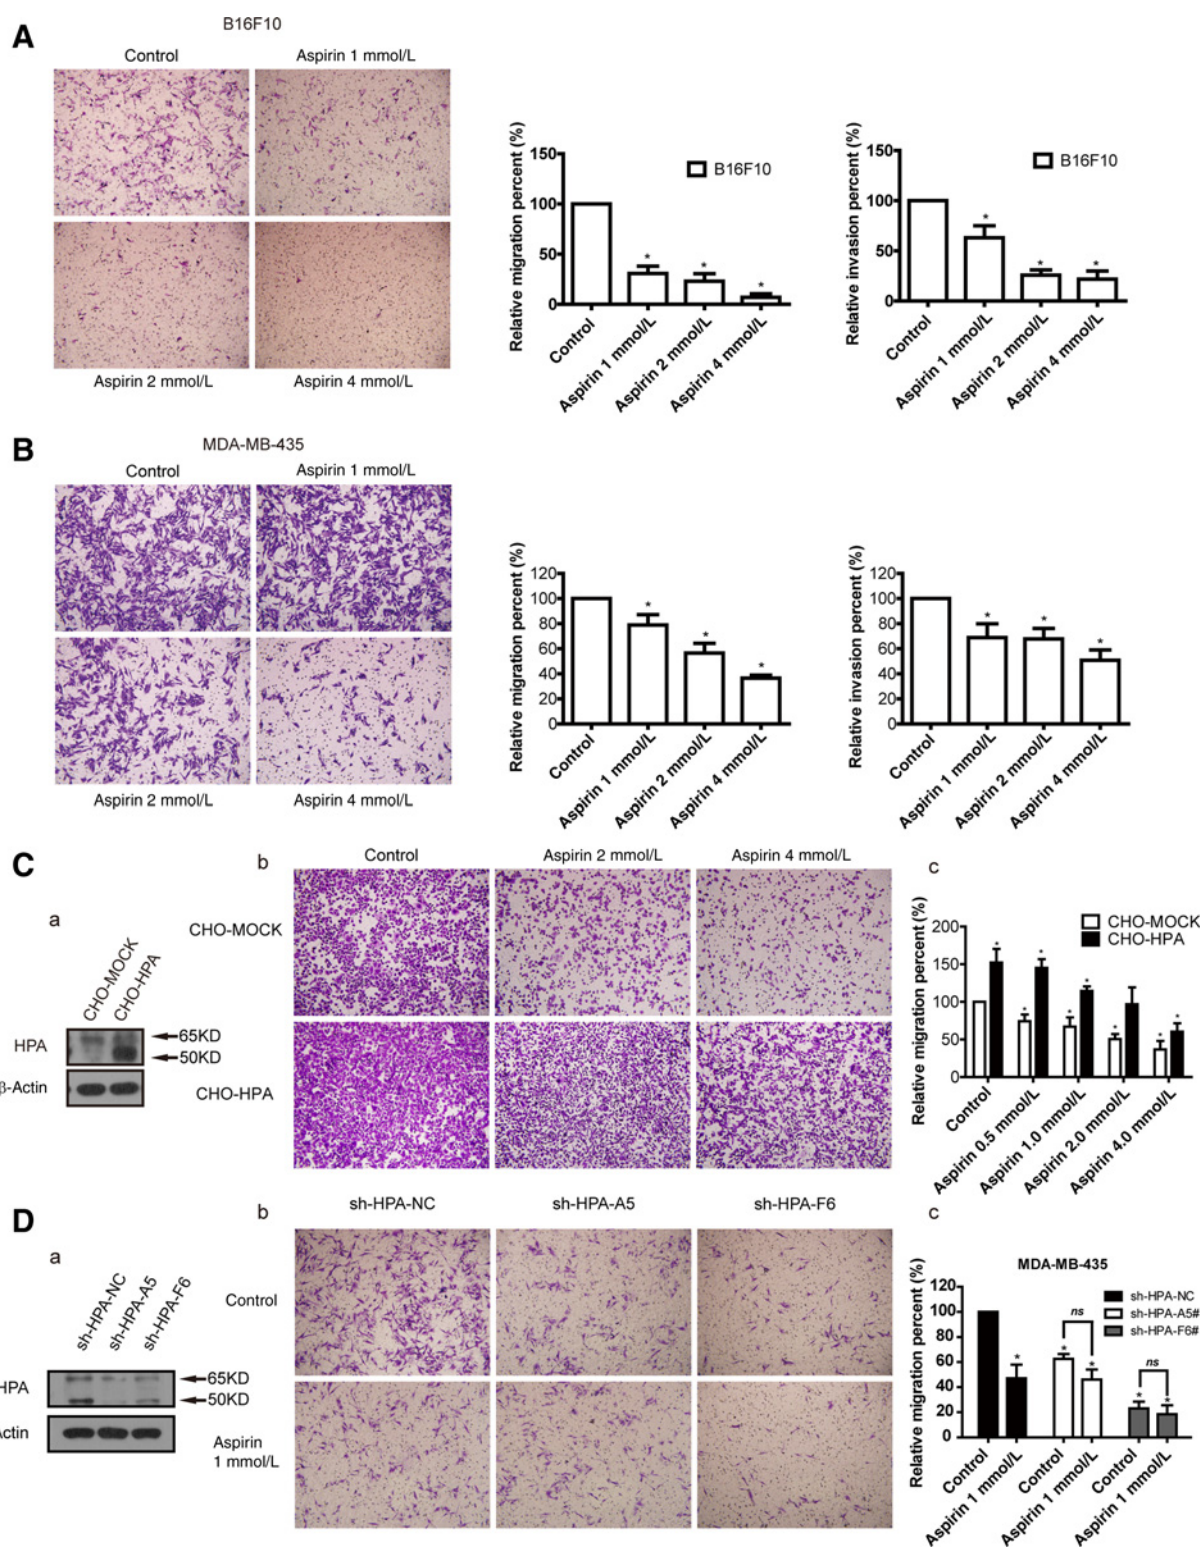 A
B16F10
Control
Aspirin 1 mmol/L
Aspirin 2 mmol/L
Aspirin 4 mmol/L
Relative migration percent (%)
150
100
50
0
B16F10
Control
Aspirin 1 mmol/L
Aspirin 2 mmol/L
Aspirin 4 mmol/L
*
*
*
Relative invasion percent (%)
150
100
50
0
B16F10
Control
Aspirin 1 mmol/L
Aspirin 2 mmol/L
Aspirin 4 mmol/L
*
*
*
B
MDA-MB-435
Control
Aspirin 1 mmol/L
Aspirin 2 mmol/L
Aspirin 4 mmol/L
Relative migration percent (%)
120
100
80
60
40
20
0
Control
Aspirin 1 mmol/L
Aspirin 2 mmol/L
Aspirin 4 mmol/L
*
*
*
Relative invasion percent (%)
120
100
80
60
40
20
0
Control
Aspirin 1 mmol/L
Aspirin 2 mmol/L
Aspirin 4 mmol/L
*
*
*
C
a
CHO-MOCK
CHO-HPA
HPA
65KD
50KD
β-Actin
b
Control
Aspirin 2 mmol/L
Aspirin 4 mmol/L
CHO-MOCK
CHO-HPA
c
Relative migration percent (%)
200
150
100
50
0
CHO-MOCK
CHO-HPA
Control
Aspirin 0.5 mmol/L
Aspirin 1.0 mmol/L
Aspirin 2.0 mmol/L
Aspirin 4.0 mmol/L
*
*
*
*
*
*
*
*
D
a
sh-HPA-NC
sh-HPA-A5
sh-HPA-F6
HPA
65KD
50KD
Actin
b
sh-HPA-NC
sh-HPA-A5
sh-HPA-F6
Control
Aspirin
1 mmol/L
c
MDA-MB-435
Relative migration percent (%)
120
100
80
60
40
20
0
sh-HPA-NC
sh-HPA-A5#
sh-HPA-F6#
ns
ns
*
*
*
*
*
Control
Aspirin 1 mmol/L
Control
Aspirin 1 mmol/L
Control
Aspirin 1 mmol/L